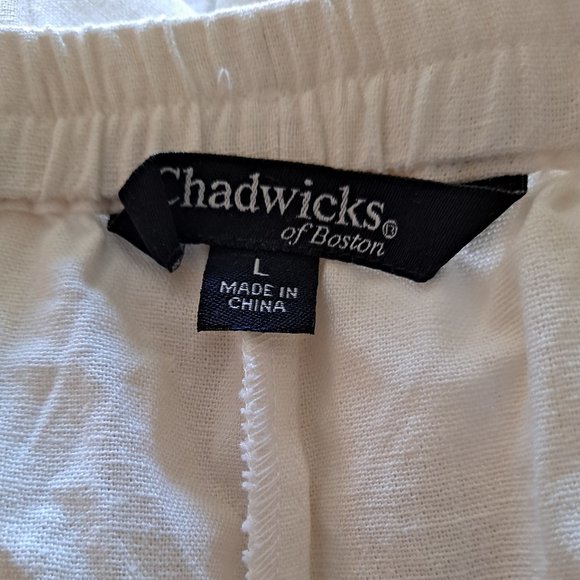 Chadwicks®
of Boston
L
MADE IN
CHINA